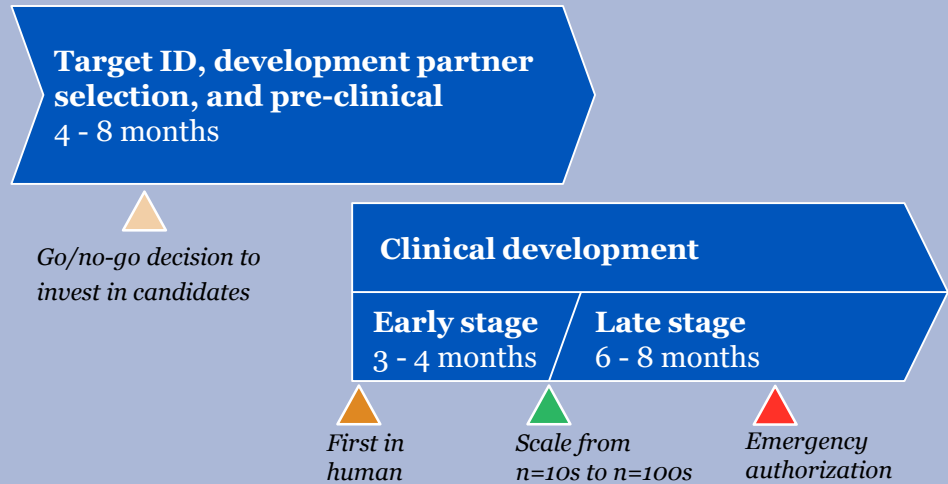 Target ID, development partner
selection, and pre-clinical
4 - 8 months
Go/no-go decision to
invest in candidates
Clinical development
Early stage
3 - 4 months
Late stage
6 - 8 months
First in
human
Scale from
n=10s to n=100s
Emergency
authorization